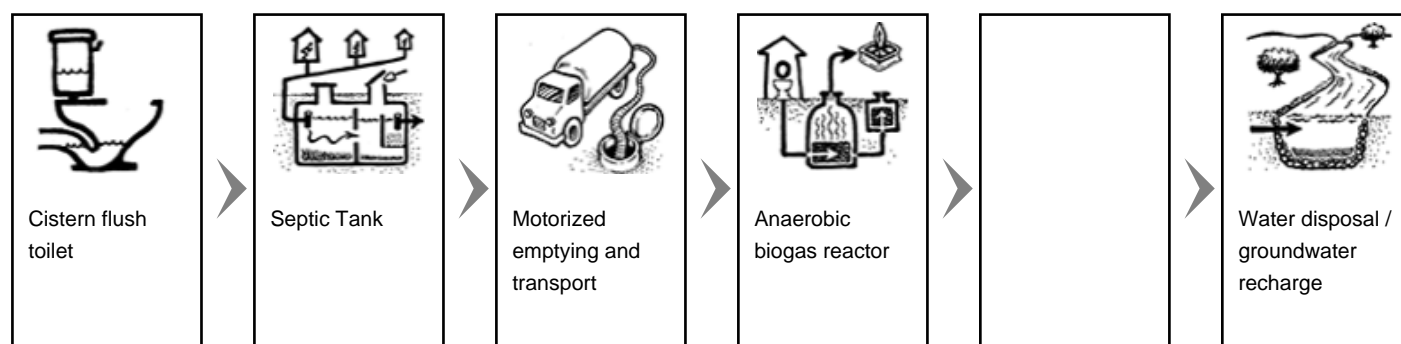 Cistern flush
toilet
Septic Tank
Motorized
emptying and
transport
Anaerobic
biogas reactor
Water disposal /
groundwater
recharge